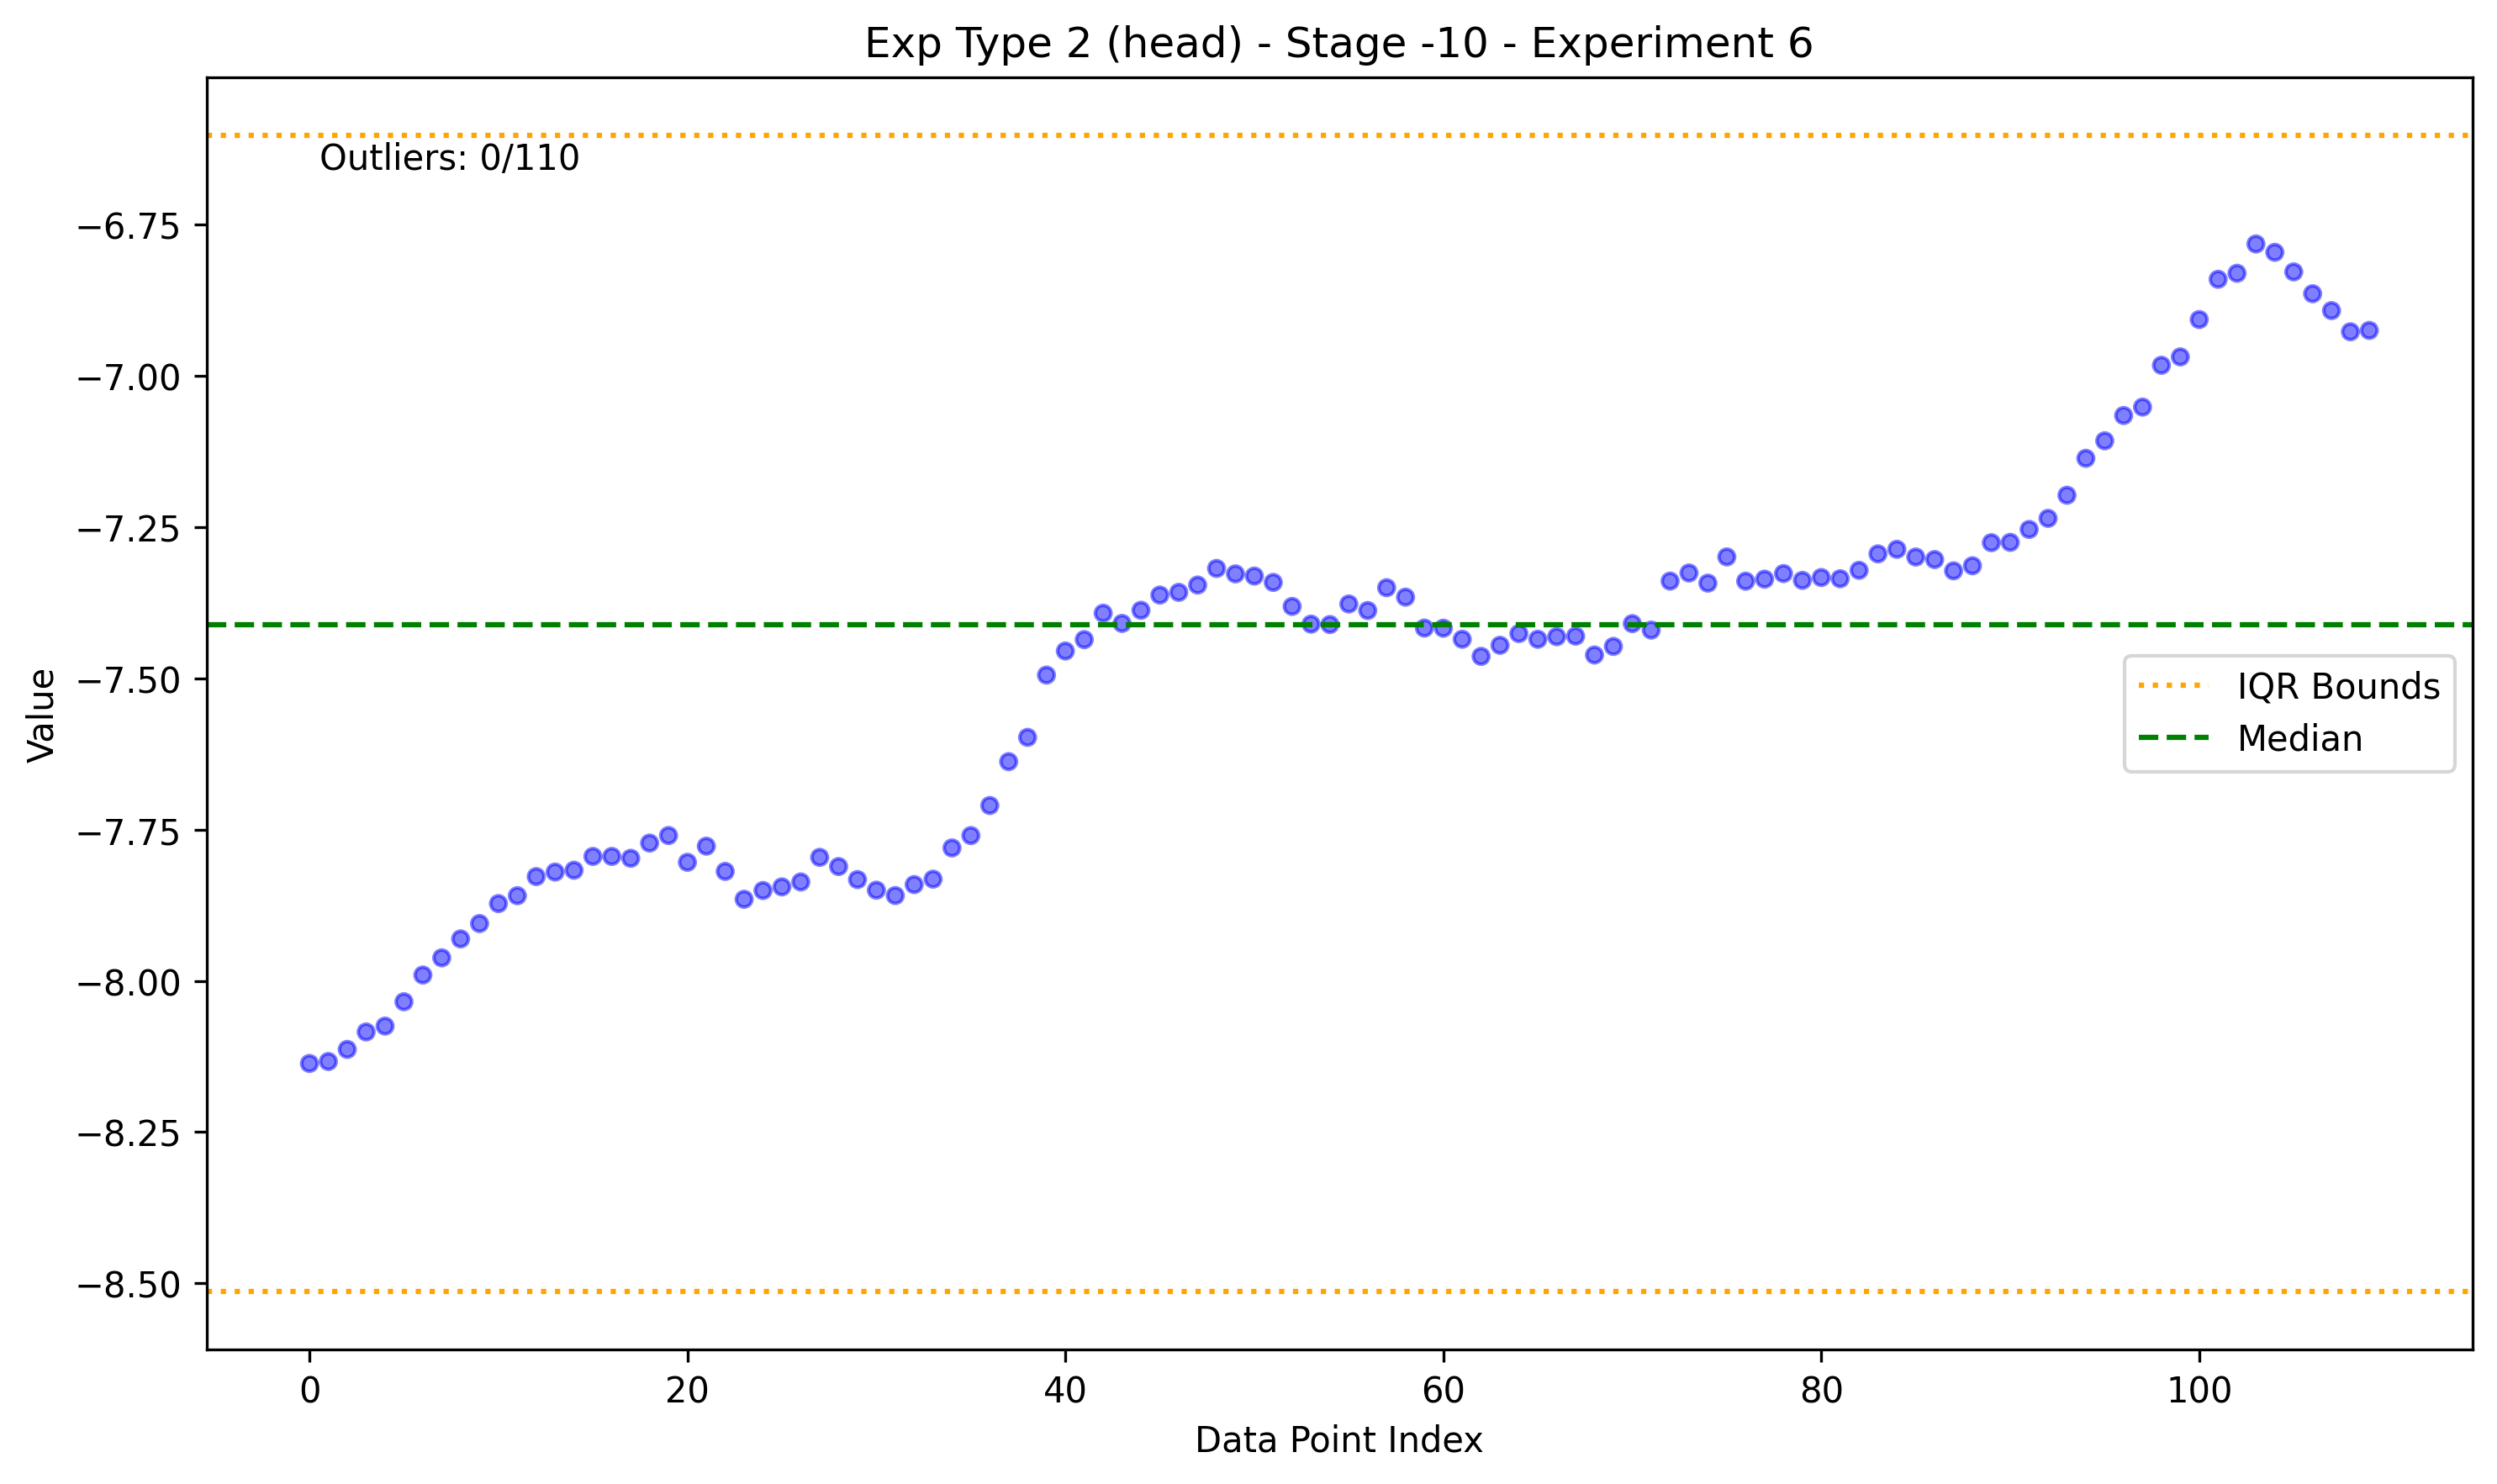 Exp Type 2 (head) - Stage -10 - Experiment 6
Outliers: 0/110
−6.75
−7.00
−7.25
−7.50
−7.75
−8.00
−8.25
−8.50
Value
IQR Bounds
Median
0 20 40 60 80 100
Data Point Index